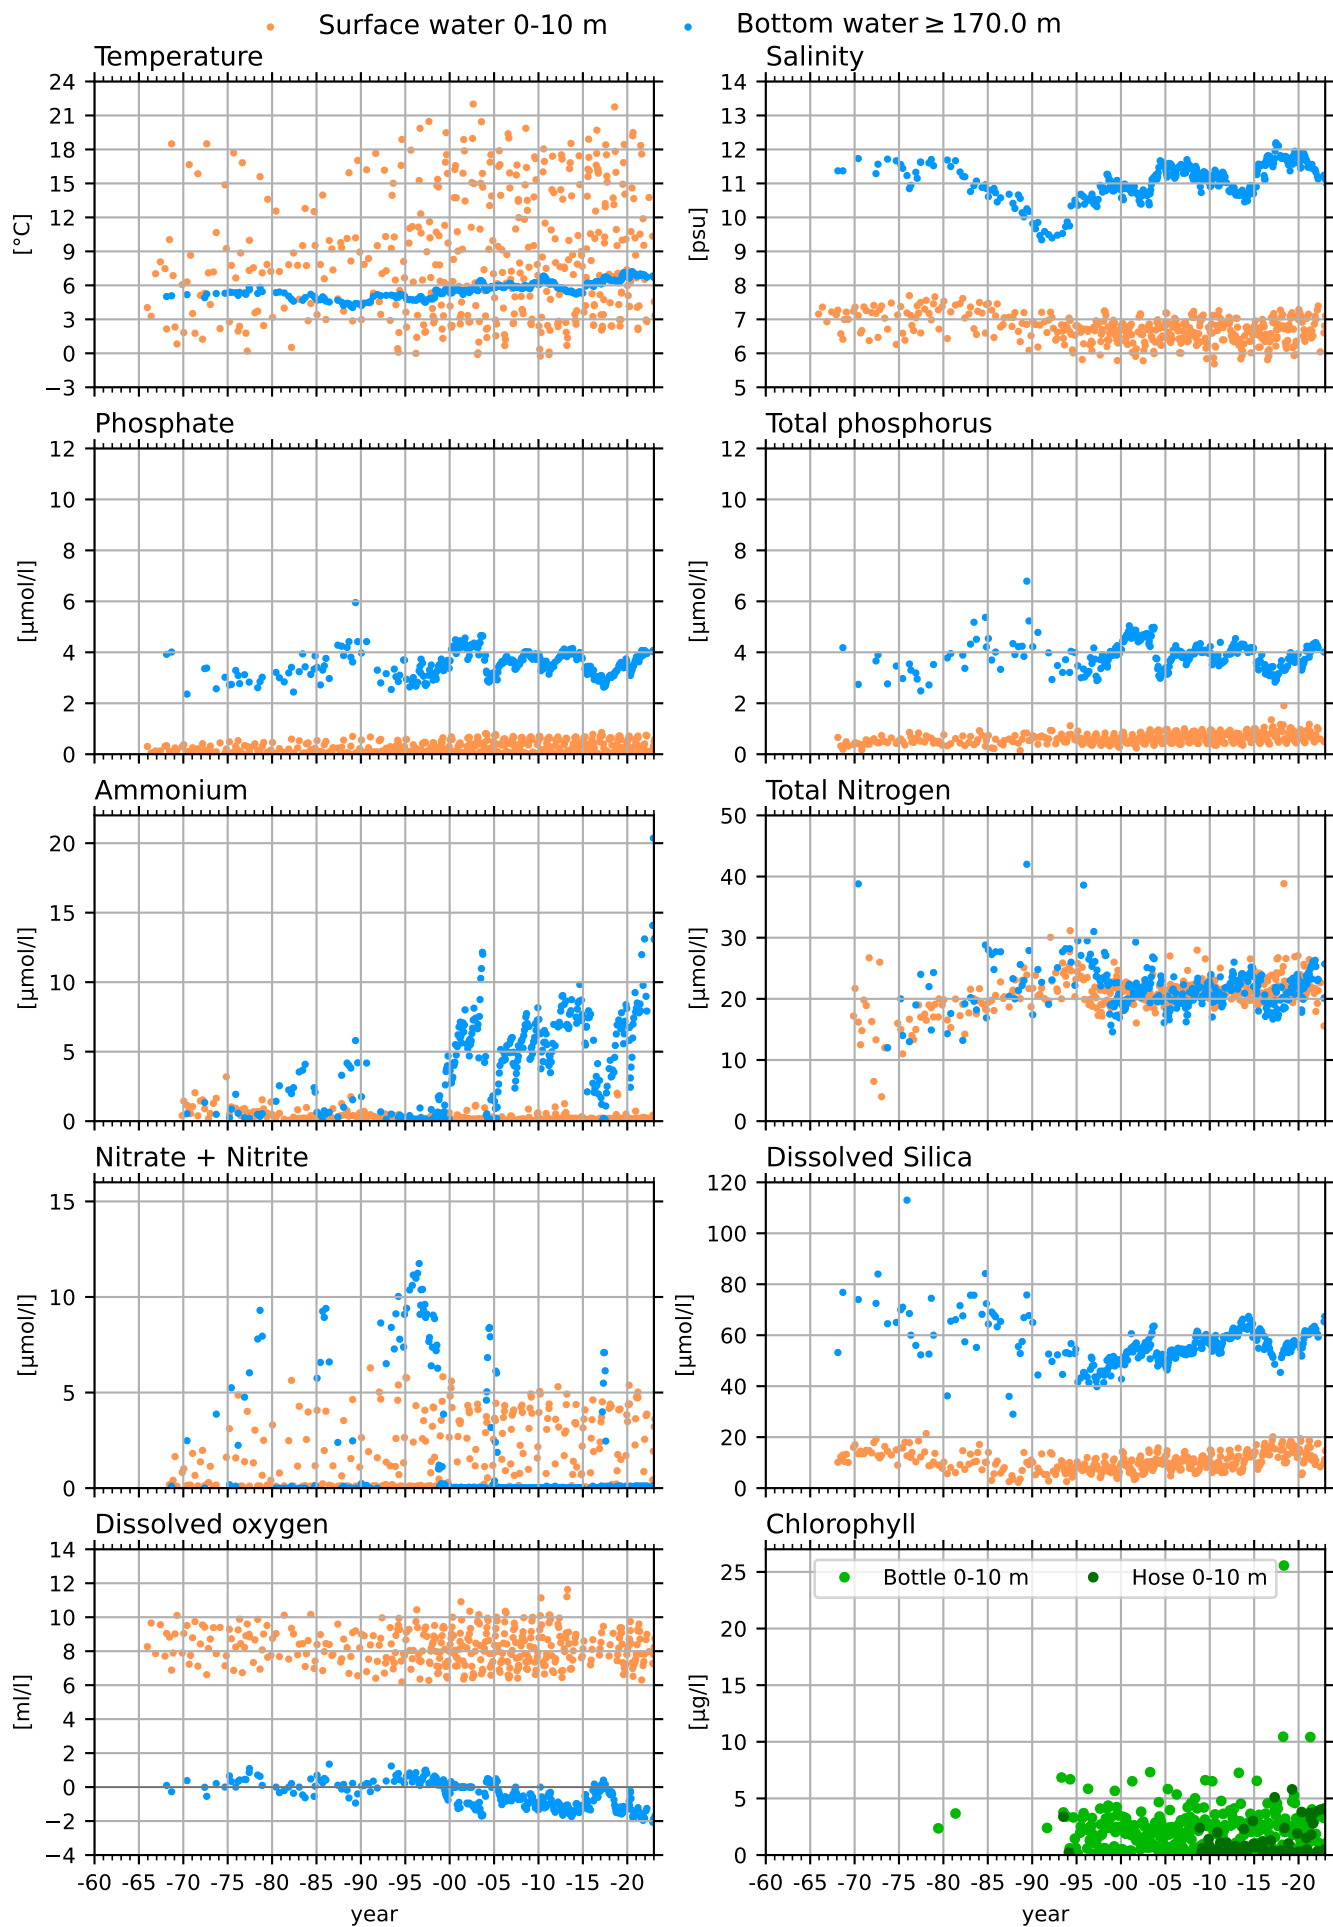 Surface water 0-10 m   Bottom water ≥ 170.0 m
Temperature   Salinity
24   14
21   13
18   12
15   11
12   10
9   9
6   8
3   7
0   6
−3   5
[°C]   [psu]
Phosphate   Total phosphorus
12   12
10   10
8   8
6   6
4   4
2   2
0   0
[µmol/l]   [µmol/l]
Ammonium   Total Nitrogen
20   50
15   40
10   30
5   20
0   10
0
[µmol/l]   [µmol/l]
Nitrate + Nitrite   Dissolved Silica
15   120
10   100
5   80
0   60
40
20
0
[µmol/l]   [µmol/l]
Dissolved oxygen   Chlorophyll
Bottle 0-10 m   Hose 0-10 m
14   25
12   20
10   15
8   10
6   5
4   0
2
0
−2
−4
[ml/l]   [µg/l]
-60 -65 -70 -75 -80 -85 -90 -95 -00 -05 -10 -15 -20   -60 -65 -70 -75 -80 -85 -90 -95 -00 -05 -10 -15 -20
year   year